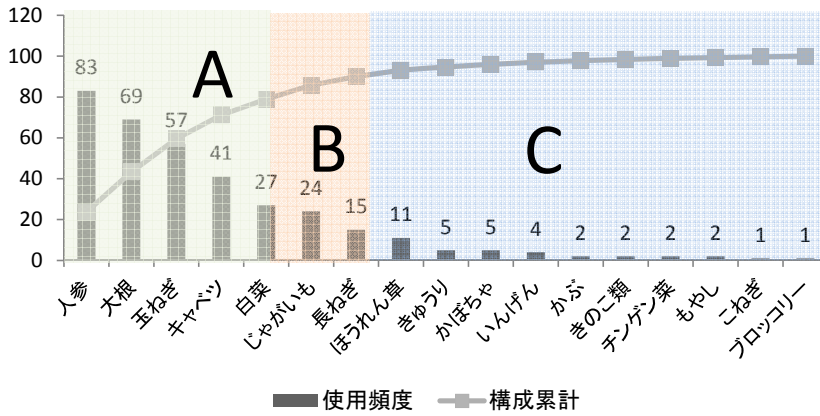 120
100
80
60
40
20
0
83
69
57
41
27
24
15
11
5
5
4
2
2
2
2
1
1
A
B
C
人参
大根
玉ねぎ
キャベツ
白菜
じゃがいも
長ねぎ
ほうれん草
きゅうり
かぼちゃ
いんげん
かぶ
きのこ類
チンゲン菜
もやし
こねぎ
ブロッコリー
使用頻度
構成累計